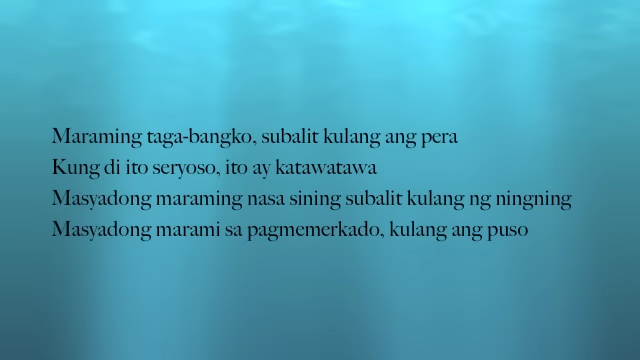 Maraming taga-bangko, subalit kulang ang pera
Kung di ito seryoso, ito ay katawatawa
Masyadong maraming nasa sining subalit kulang ng ningning
Masyadong marami sa pagmemerkado, kulang ang puso